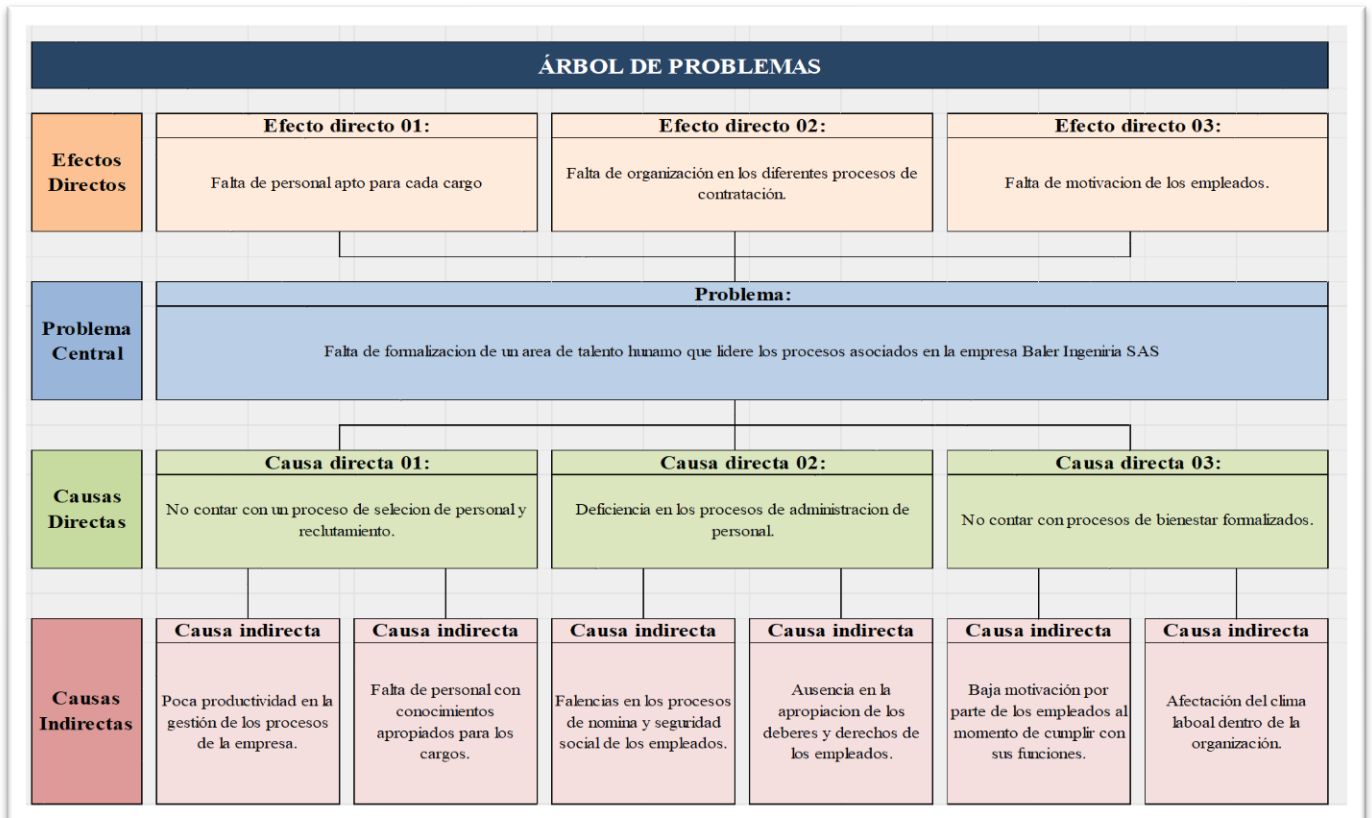 ÁRBOL DE PROBLEMAS
Efectos
Directos
Efecto directo 01:
Falta de personal apto para cada cargo
Efecto directo 02:
Falta de organización en los diferentes procesos de
contratación.
Efecto directo 03:
Falta de motivacion de los empleados.
Problema
Central
Problema:
Falta de formalizacion de un area de talento hunamo que lidere los procesos asociados en la empresa Baler Ingeniria SAS
Causas
Directas
Causa directa 01:
No contar con un proceso de selecion de personal y
reclutamiento.
Causa directa 02:
Deficiencia en los procesos de administracion de
personal.
Causa directa 03:
No contar con procesos de bienestar formalizados.
Causas
Indirectas
Causa indirecta
Poca productividad en la
gestión de los procesos
de la empresa.
Causa indirecta
Falta de personal con
conocimientos
apropiados para los
cargos.
Causa indirecta
Falencias en los procesos
de nomina y seguridad
social de los empleados.
Causa indirecta
Ausencia en la
apropiacion de los
deberes y derechos de
los empleados.
Causa indirecta
Baja motivación por
parte de los empleados al
momento de cumplir con
sus funciones.
Causa indirecta
Afectación del clima
laboal dentro de la
organización.